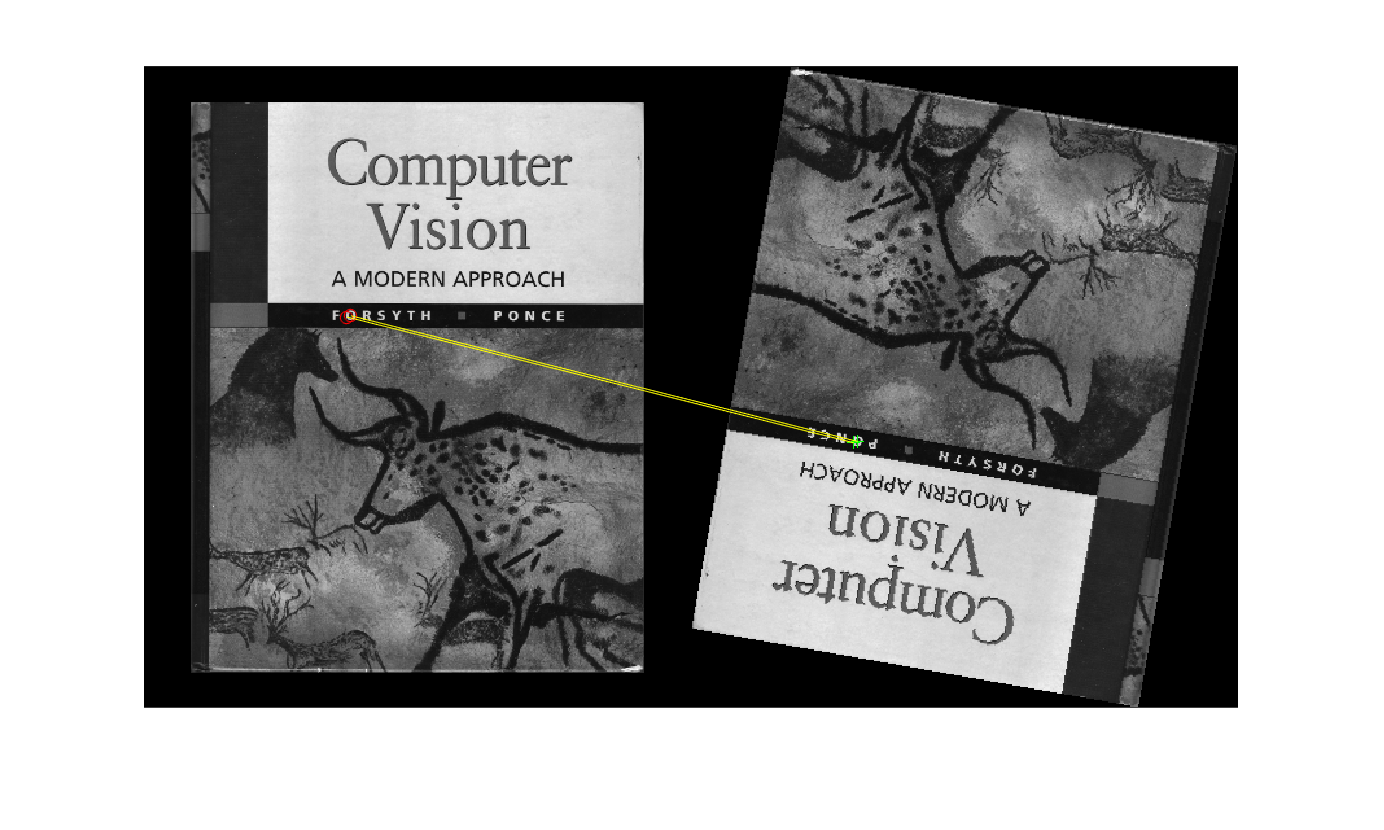 Computer
Vision
A MODERN APPROACH
FORSYTH PONCE
Computer
Vision
A MODERN APPROACH
FORSYTH PONCE